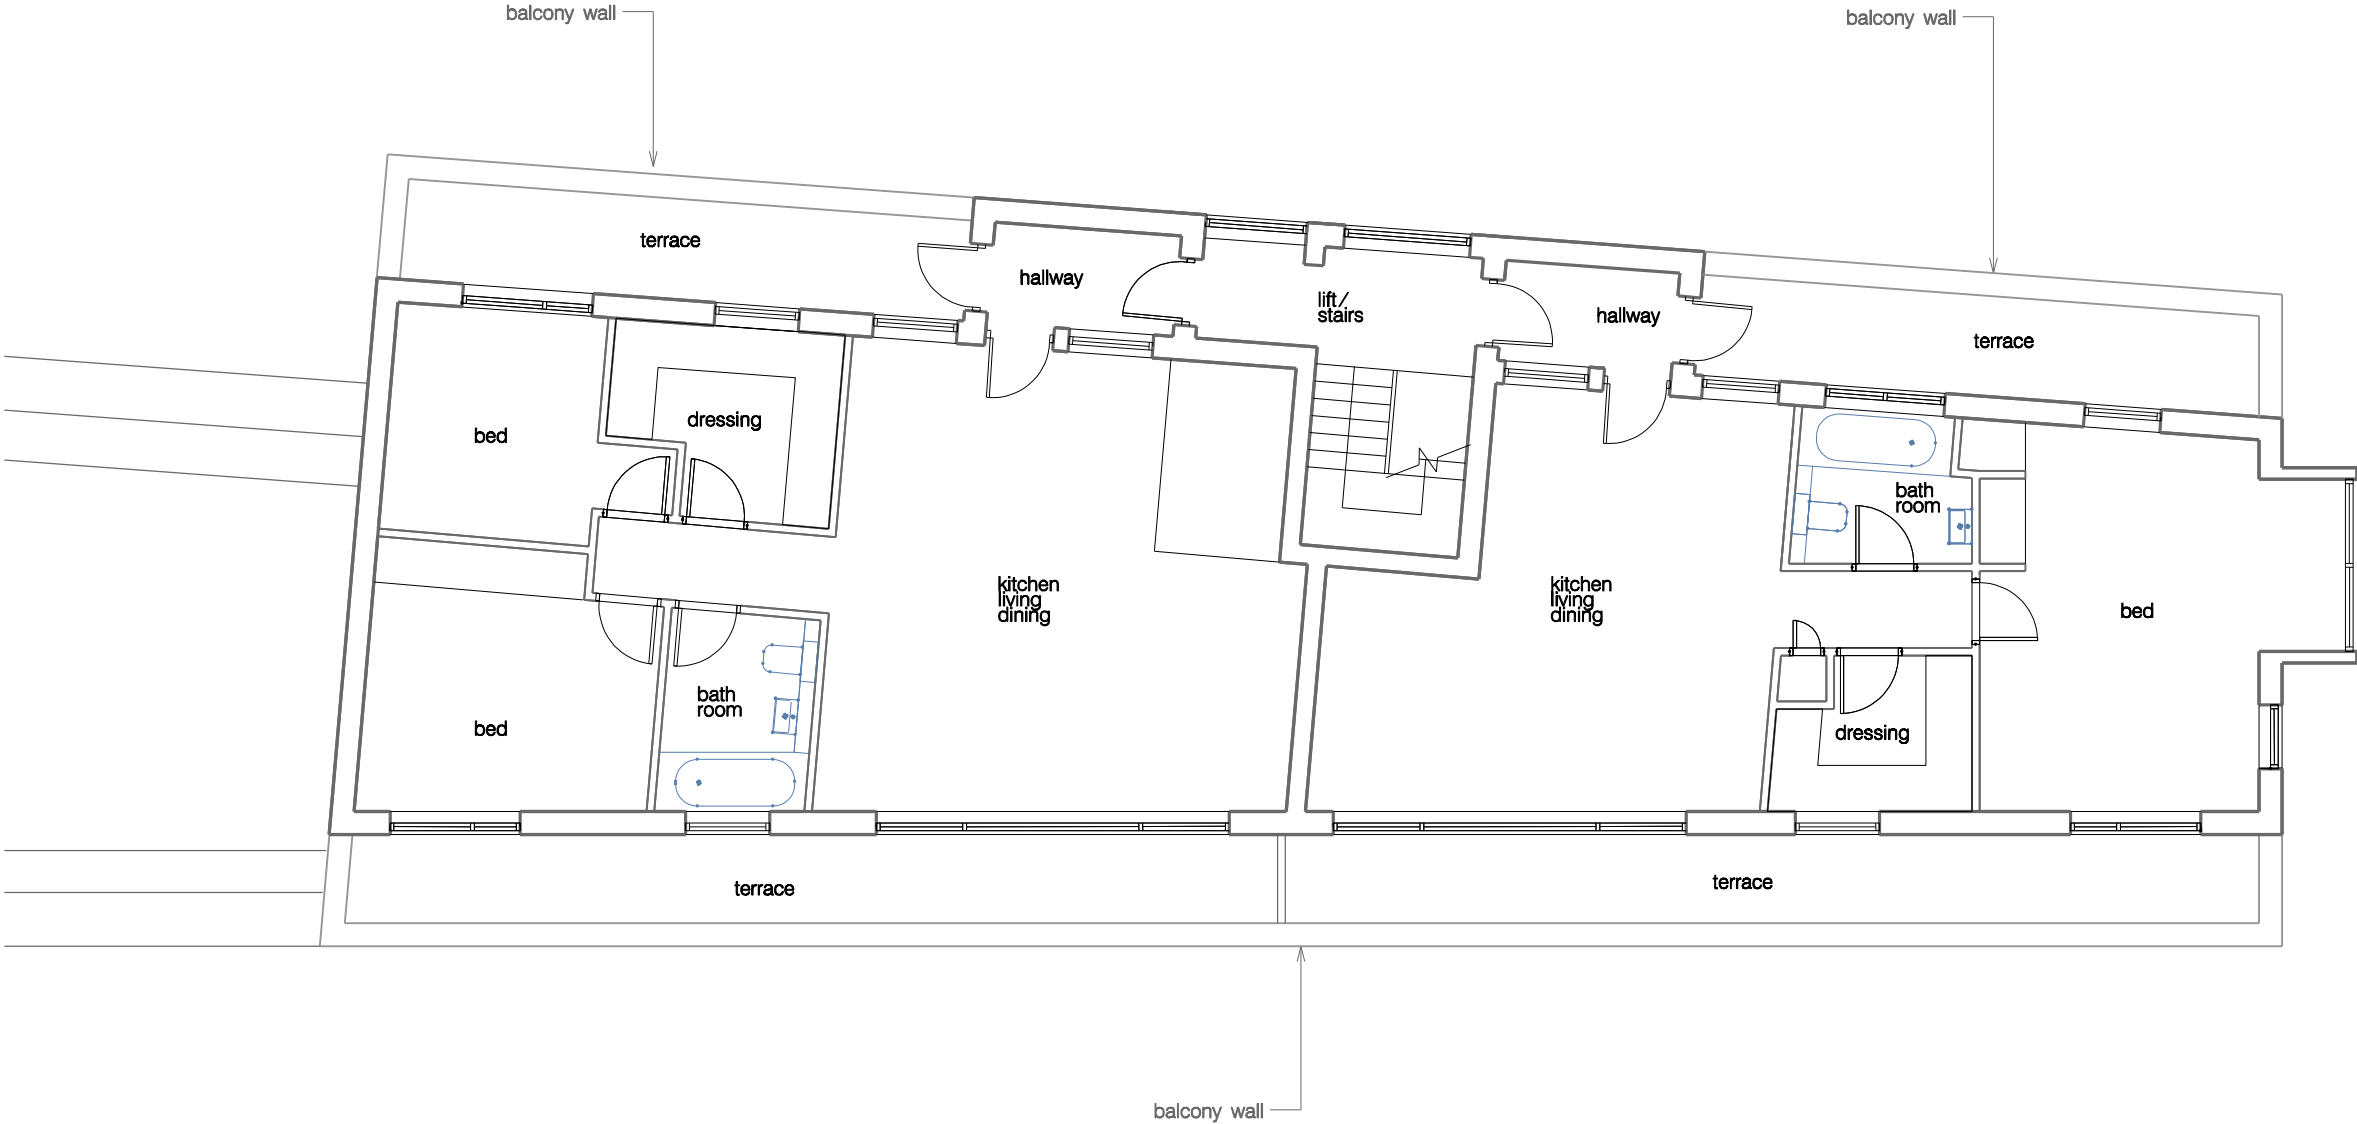 balcony wall
balcony wall
terrace
hallway
lift/
stairs
hallway
terrace
bed
dressing
bath
room
kitchen
living
dining
kitchen
living
dining
bed
bath
room
bed
dressing
terrace
terrace
balcony wall